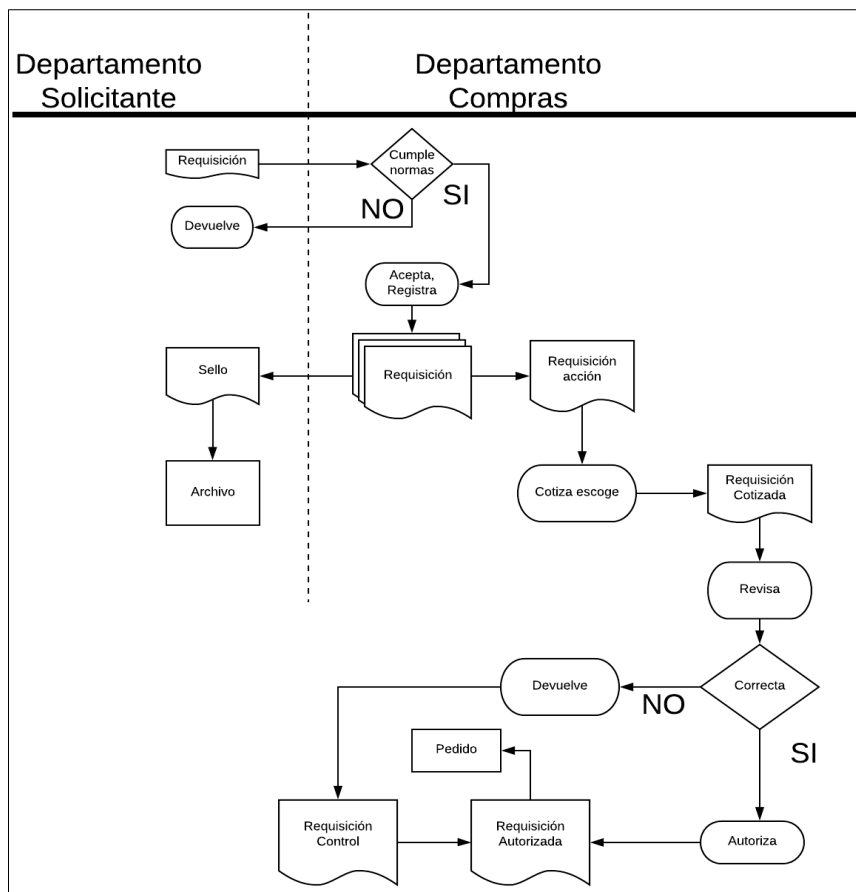 Departamento
Solicitante
Departamento
Compras
Requisición
Cumple
normas
SI
NO
Devuelve
Acepta,
Registra
Sello
Requisición
Requisición
acción
Archivo
Cotiza escoge
Requisición
Cotizada
Revisa
Devuelve
NO
Correcta
SI
Pedido
Requisición
Control
Requisición
Autorizada
Autoriza